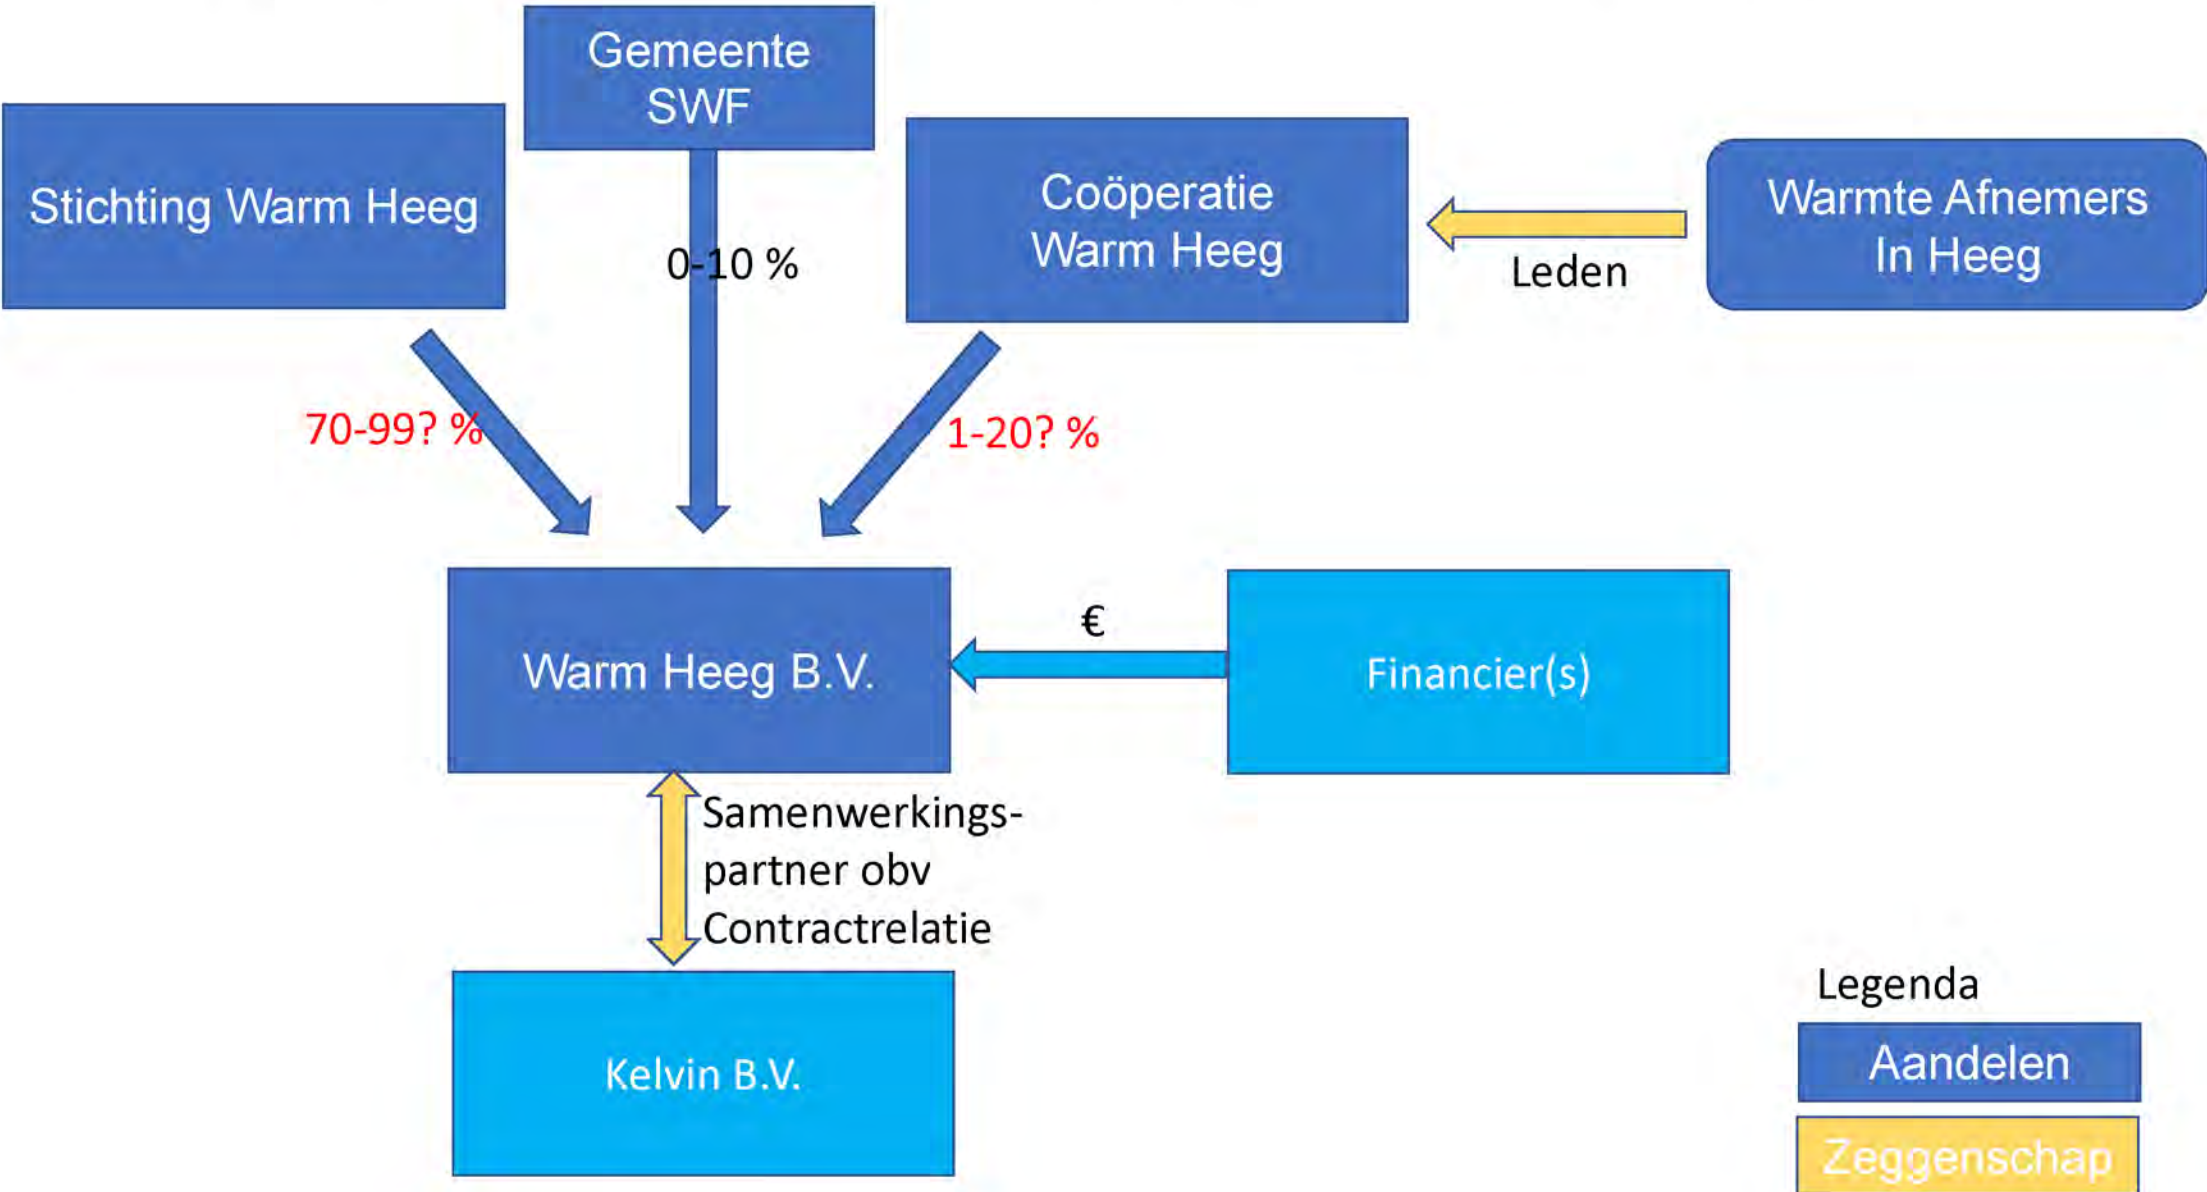 Gemeente
SWF
Stichting Warm Heeg
Coöperatie
Warm Heeg
Warmte Afnemers
In Heeg
0-10 %
Leden
70-99? %
1-20? %
€
Warm Heeg B.V.
Financier(s)
Samenwerkings-
partner obv
Contractrelatie
Kelvin B.V.
Legenda
Aandelen
Zeggenschap